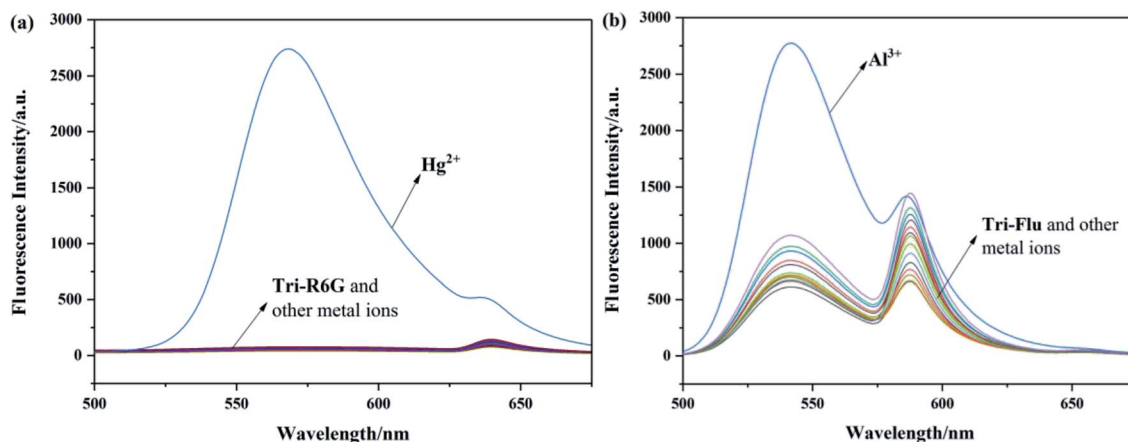 (a)
3000
2500
2000
1500
1000
500
0
Fluorescence Intensity/a.u.
Hg²⁺
Tri-R6G and
other metal ions
500
550
600
650
Wavelength/nm
(b)
3000
2500
2000
1500
1000
500
0
Fluorescence Intensity/a.u.
Al³⁺
Tri-Flu and other
metal ions
500
550
600
650
Wavelength/nm